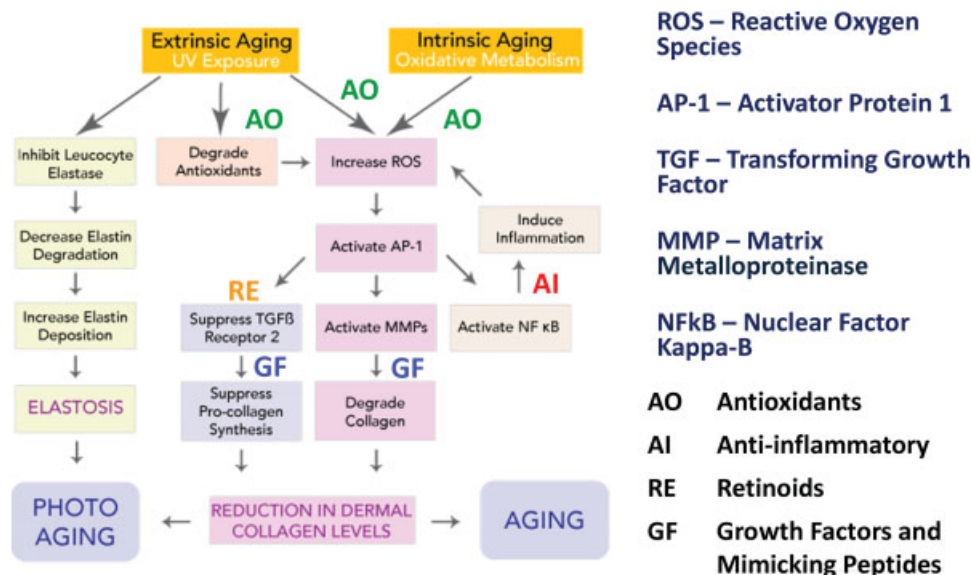 Extrinsic Aging
UV Exposure
Intrinsic Aging
Oxidative Metabolism
AO
AO
AO
Inhibit Leucocyte
Elastase
Degrade
Antioxidants
Increase ROS
Decrease Elastin
Degradation
Activate AP-1
Induce
Inflammation
RE
AI
Increase Elastin
Deposition
Suppress TGFß
Receptor 2
Activate MMPs
Activate NF κB
GF
GF
ELASTOSIS
Suppress
Pro-collagen
Synthesis
Degrade
Collagen
PHOTO
AGING
REDUCTION IN DERMAL
COLLAGEN LEVELS
AGING
ROS – Reactive Oxygen
Species
AP-1 – Activator Protein 1
TGF – Transforming Growth
Factor
MMP – Matrix
Metalloproteinase
NFkB – Nuclear Factor
Kappa-B
AO Antioxidants
AI Anti-inflammatory
RE Retinoids
GF Growth Factors and
Mimicking Peptides